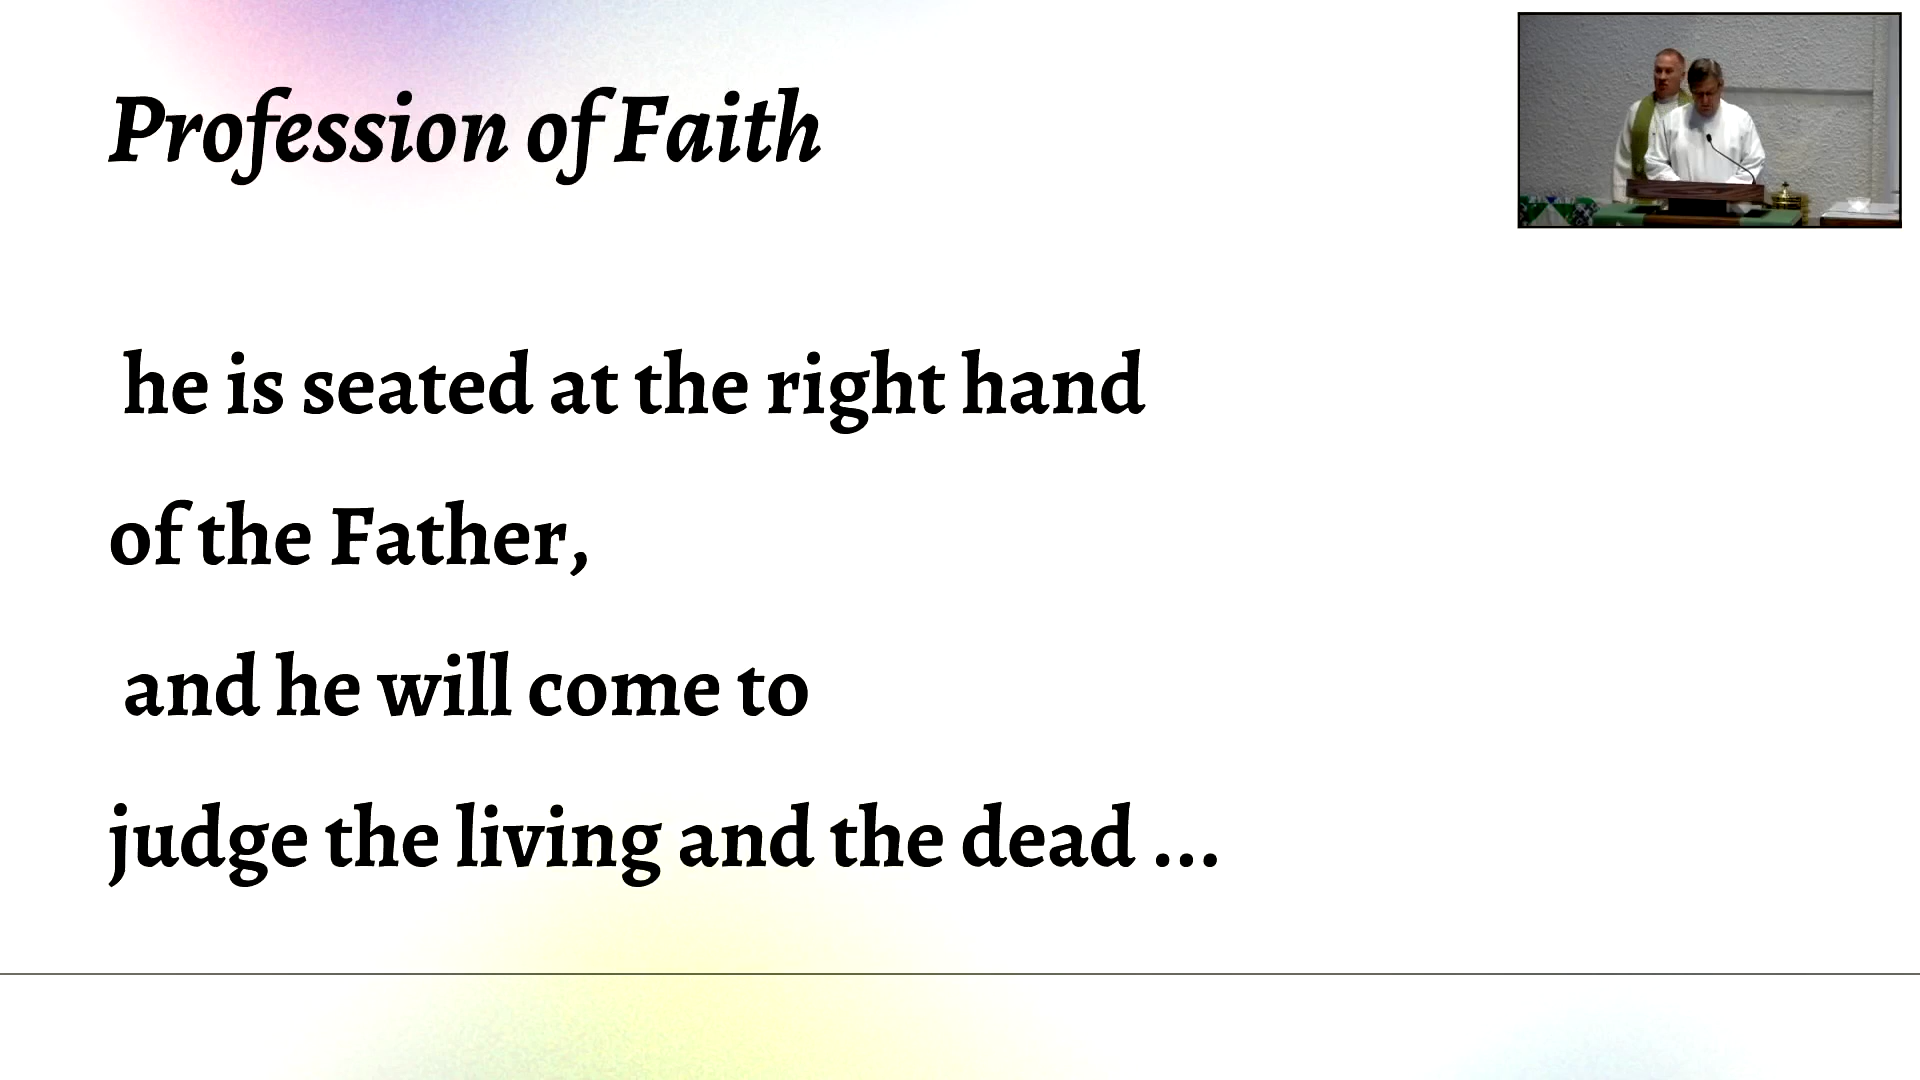 Profession of Faith
he is seated at the right hand
of the Father,
and he will come to
judge the living and the dead ...